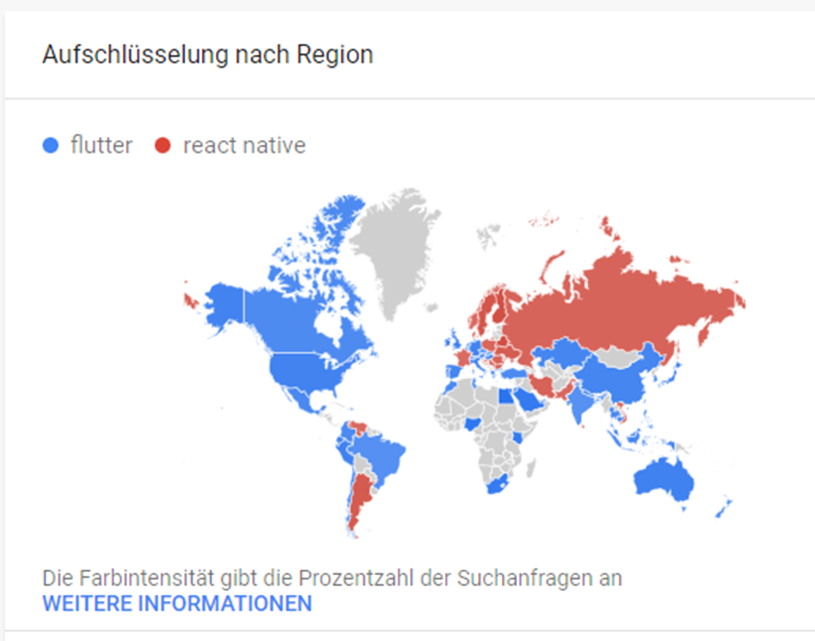 Aufschlüsselung nach Region
flutter react native
Die Farbintensität gibt die Prozentzahl der Suchanfragen an
WEITERE INFORMATIONEN